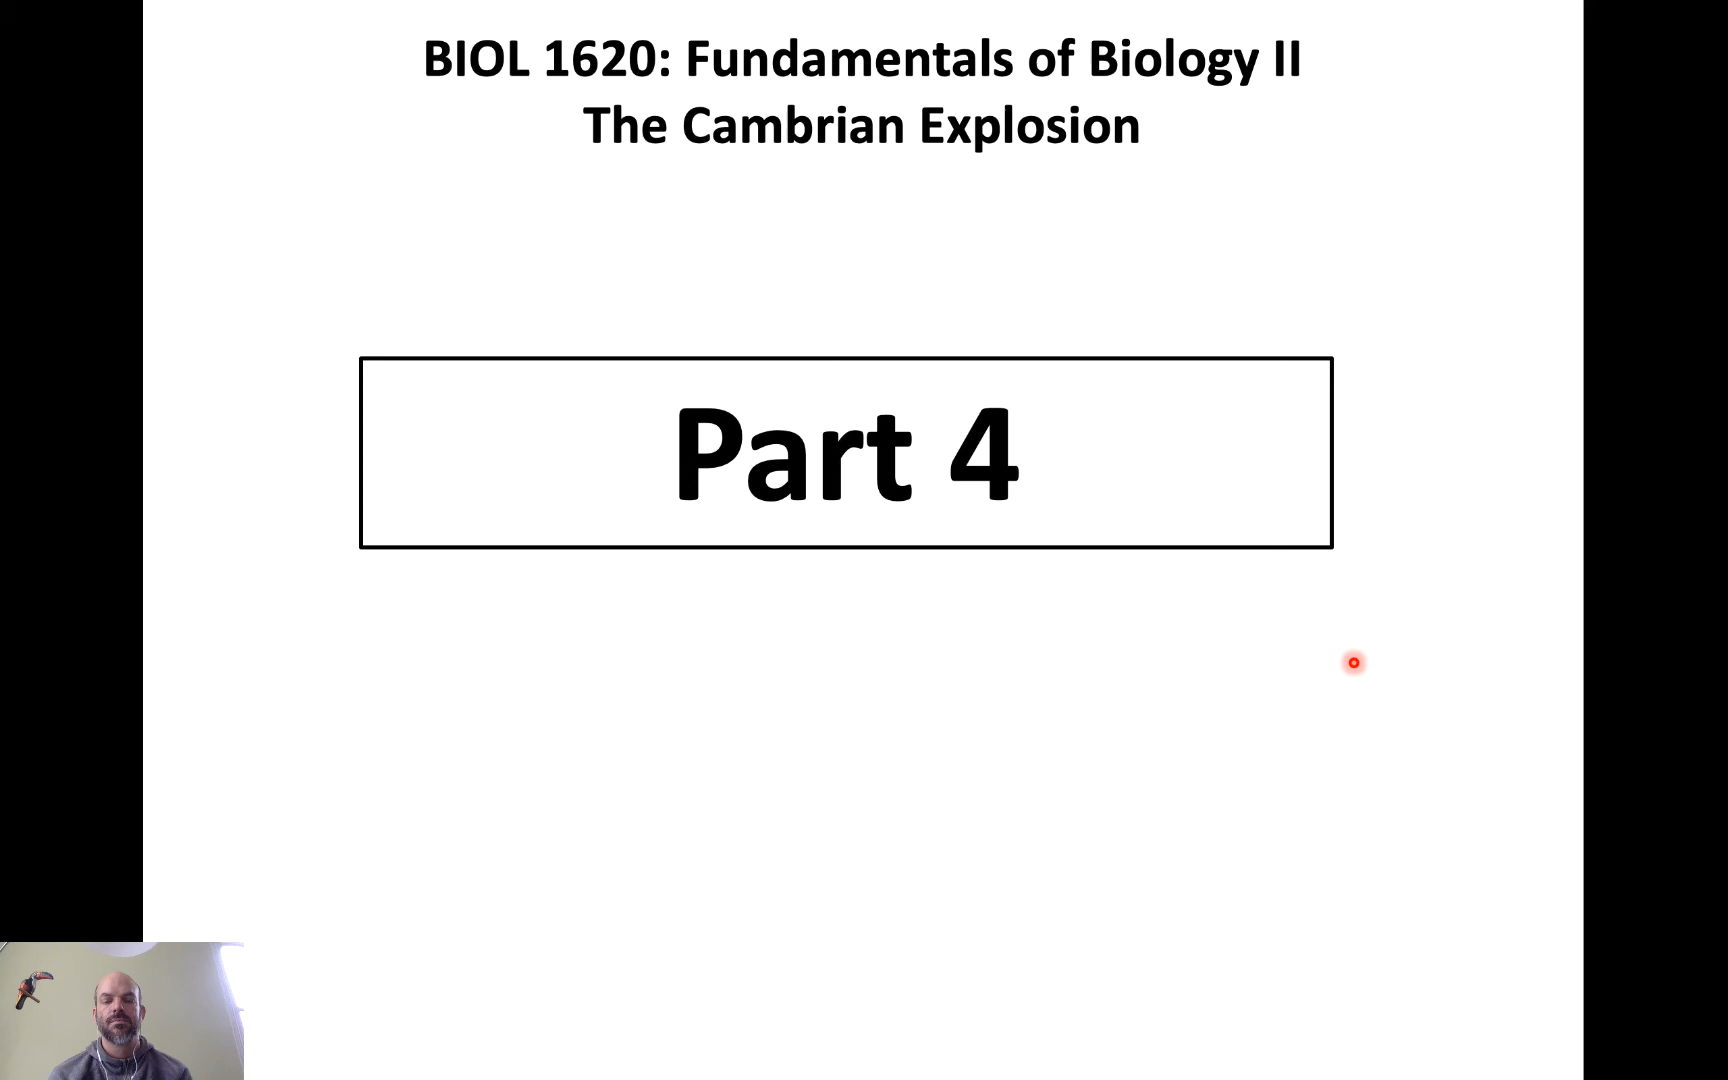 BIOL 1620: Fundamentals of Biology II
The Cambrian Explosion
Part 4